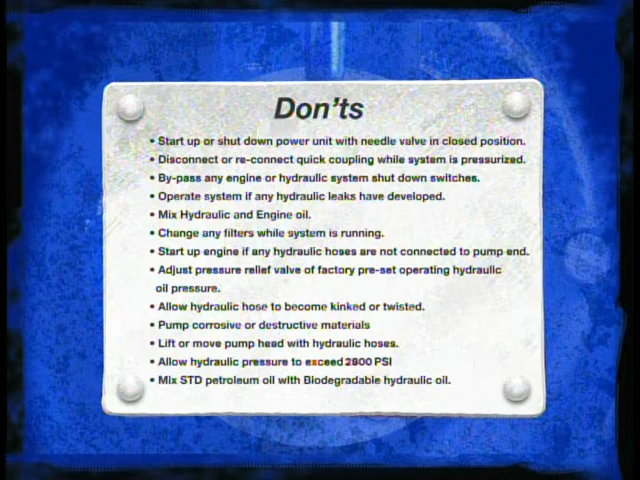 Don'ts
• Start up or shut down power unit with needle valve in closed position.
• Disconnect or re-connect quick coupling while system is pressurized.
• By-pass any engine or hydraulic system shut down switches.
• Operate system if any hydraulic leaks have developed.
• Mix Hydraulic and Engine oil.
• Change any filters while system is running.
• Start up engine if any hydraulic hoses are not connected to pump end.
• Adjust pressure relief valve of factory pre-set operating hydraulic
oil pressure.
• Allow hydraulic hose to become kinked or twisted.
• Pump corrosive or destructive materials
• Lift or move pump head with hydraulic hoses.
• Allow hydraulic pressure to exceed PSI
• Mix STD petroleum oil with Biodegradable hydraulic oil.